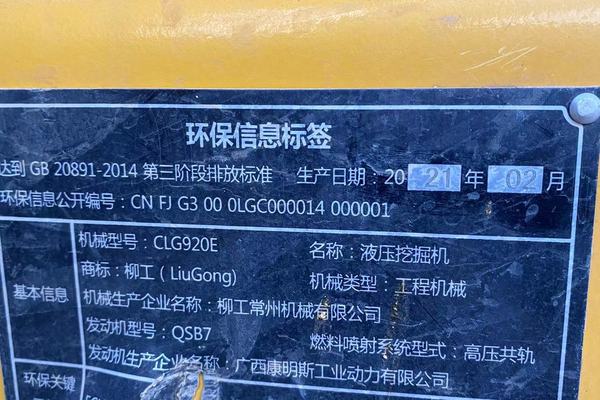 环保信息标签
达到 GB 20891-2014 第三阶段排放标准 生产日期：2021 年 02 月
环保信息公开编号：CN FJ G3 00 0LGC000014 000001
机械型号：CLG920E 名称：液压挖掘机
商标：柳工（LiuGong） 机械类型：工程机械
基本信息
机械生产企业名称：柳工常州机械有限公司
发动机型号：QSB7 燃料喷射系统型式：高压共轨
发动机生产企业名称：广西康明斯工业动力有限公司
环保关键